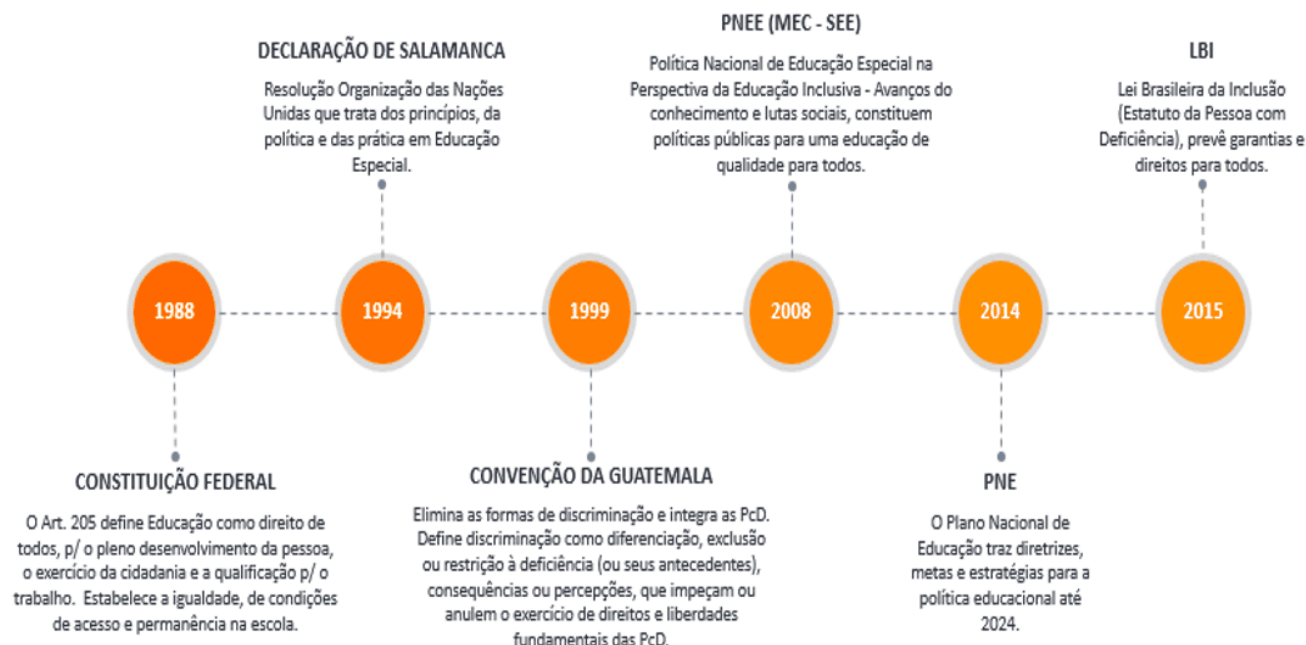 PNEE (MEC - SEE)
Política Nacional de Educação Especial na
Perspectiva da Educação Inclusiva - Avanços do
conhecimento e lutas sociais, constituem
políticas públicas para uma educação de
qualidade para todos.
DECLARAÇÃO DE SALAMANCA
Resolução Organização das Nações
Unidas que trata dos princípios, da
política e das prática em Educação
Especial.
LBI
Lei Brasileira da Inclusão
(Estatuto da Pessoa com
Deficiência), prevê garantias e
direitos para todos.
1988
1994
1999
2008
2014
2015
CONSTITUIÇÃO FEDERAL
O Art. 205 define Educação como direito de
todos, p/ o pleno desenvolvimento da pessoa,
o exercício da cidadania e a qualificação p/ o
trabalho. Estabelece a igualdade, de condições
de acesso e permanência na escola.
CONVENÇÃO DA GUATEMALA
Elimina as formas de discriminação e integra as PcD.
Define discriminação como diferenciação, exclusão
ou restrição à deficiência (ou seus antecedentes),
consequências ou percepções, que impeçam ou
anulem o exercício de direitos e liberdades
fundamentais das PcD.
PNE
O Plano Nacional de
Educação traz diretrizes,
metas e estratégias para a
política educacional até
2024.